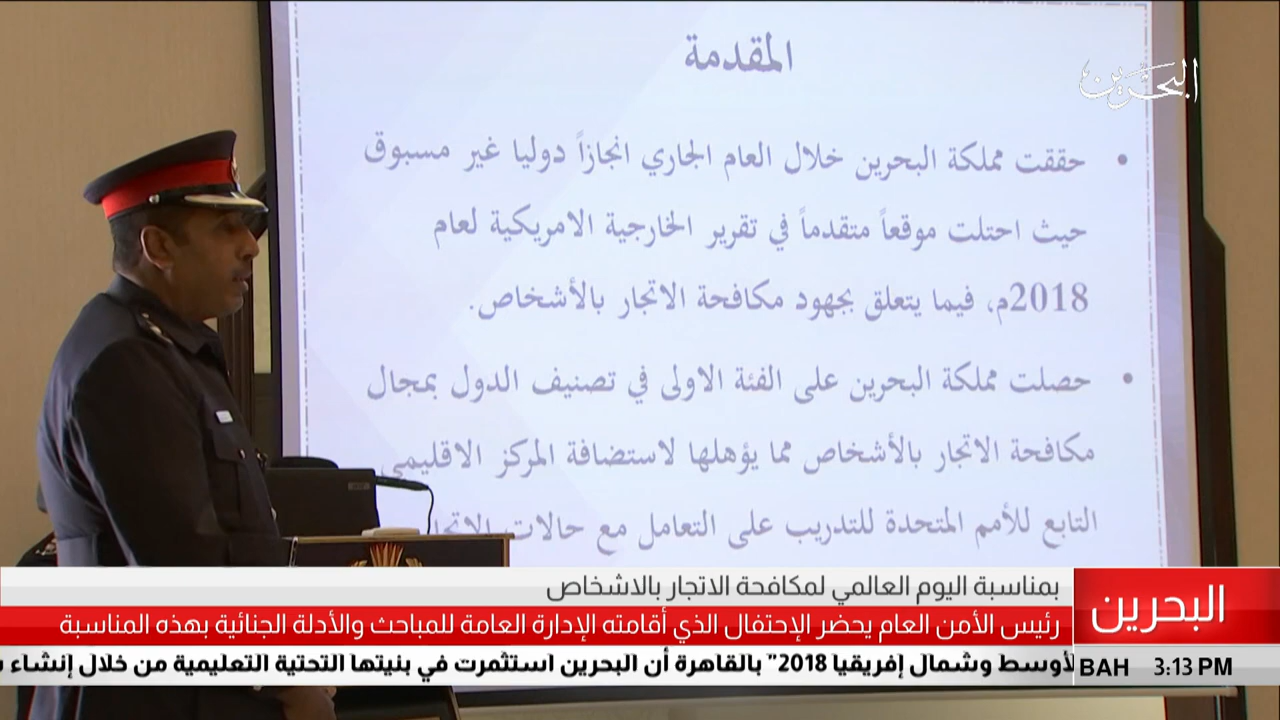 المقدمة
البحرين
حققت مملكة البحرين خلال العام الجاري انجازاً دوليا غير مسبوق
حيث احتلت موقعاً متقدماً في تقرير الخارجية الامريكية لعام
2018م، فيما يتعلق بجهود مكافحة الاتجار بالأشخاص.
حصلت مملكة البحرين على الفئة الاولى في تصنيف الدول بمجال
مكافحة الاتجار بالأشخاص مما يؤهلها لاستضافة المركز الاقليمي
التابع للأمم المتحدة للتدريب على التعامل مع حالات
البحرين
بمناسبة اليوم العالمي لمكافحة الاتجار بالاشخاص
رئيس الأمن العام يحضر الإحتفال الذي أقامته الإدارة العامة للمباحث والأدلة الجنائية بهذه المناسبة
لأوسط وشمال إفريقيا 2018" بالقاهرة أن البحرين استثمرت في بنيتها التحتية التعليمية من خلال إنشاء
BAH 3:13 PM